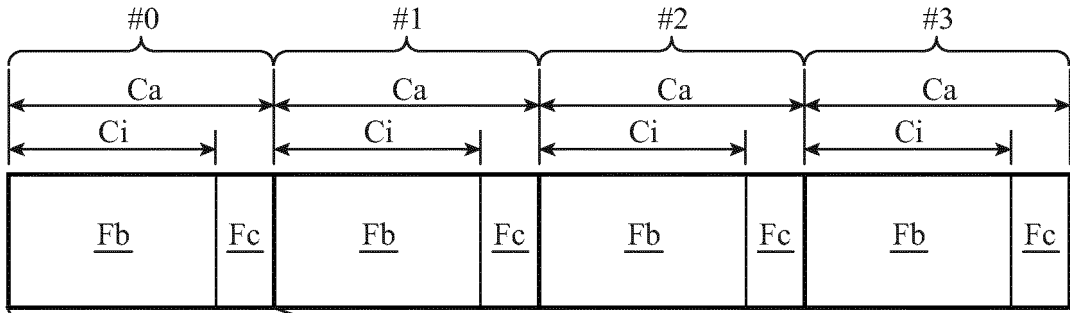 #0 #1 #2 #3
Ca Ca Ca Ca
Ci Ci Ci Ci
Fb Fc Fb Fc Fb Fc Fb Fc